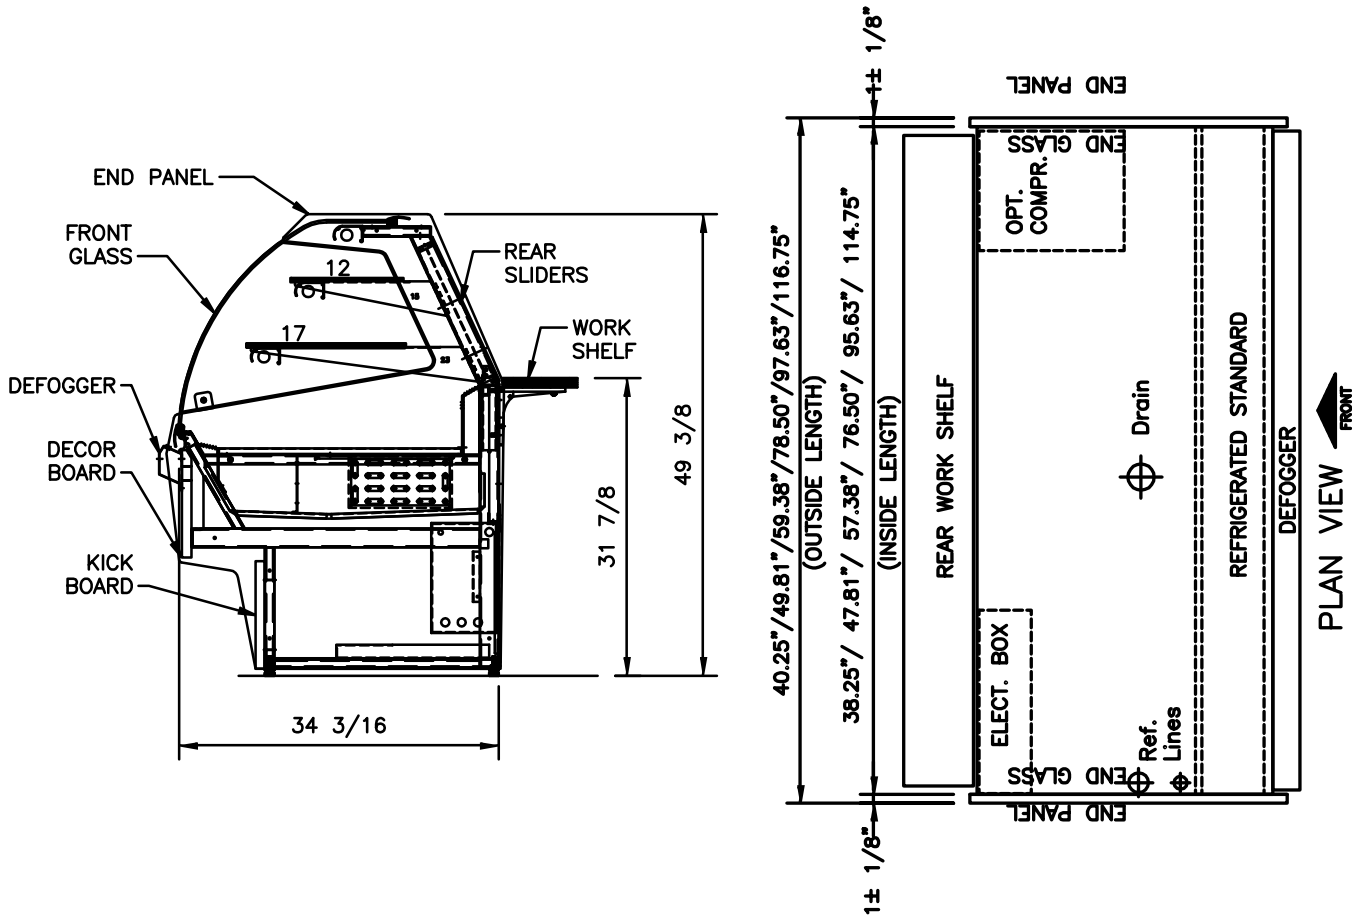 END PANEL
FRONT
GLASS
12
REAR
SLIDERS
17
WORK
SHELF
DEFOGGER
DECOR
BOARD
KICK
BOARD
49 3/8
31 7/8
34 3/16
1± 1/8"
END PANEL
END GLASS
OPT.
COMPR.
40.25"/49.81"/59.38"/78.50"/97.63"/116.75"
(OUTSIDE LENGTH)
38.25"/ 47.81"/ 57.38"/ 76.50"/ 95.63"/ 114.75"
(INSIDE LENGTH)
REAR WORK SHELF
Drain
REFRIGERATED STANDARD
DEFOGGER
FRONT
PLAN VIEW
ELECT. BOX
Ref.
Lines
END GLASS
END PANEL
1± 1/8"